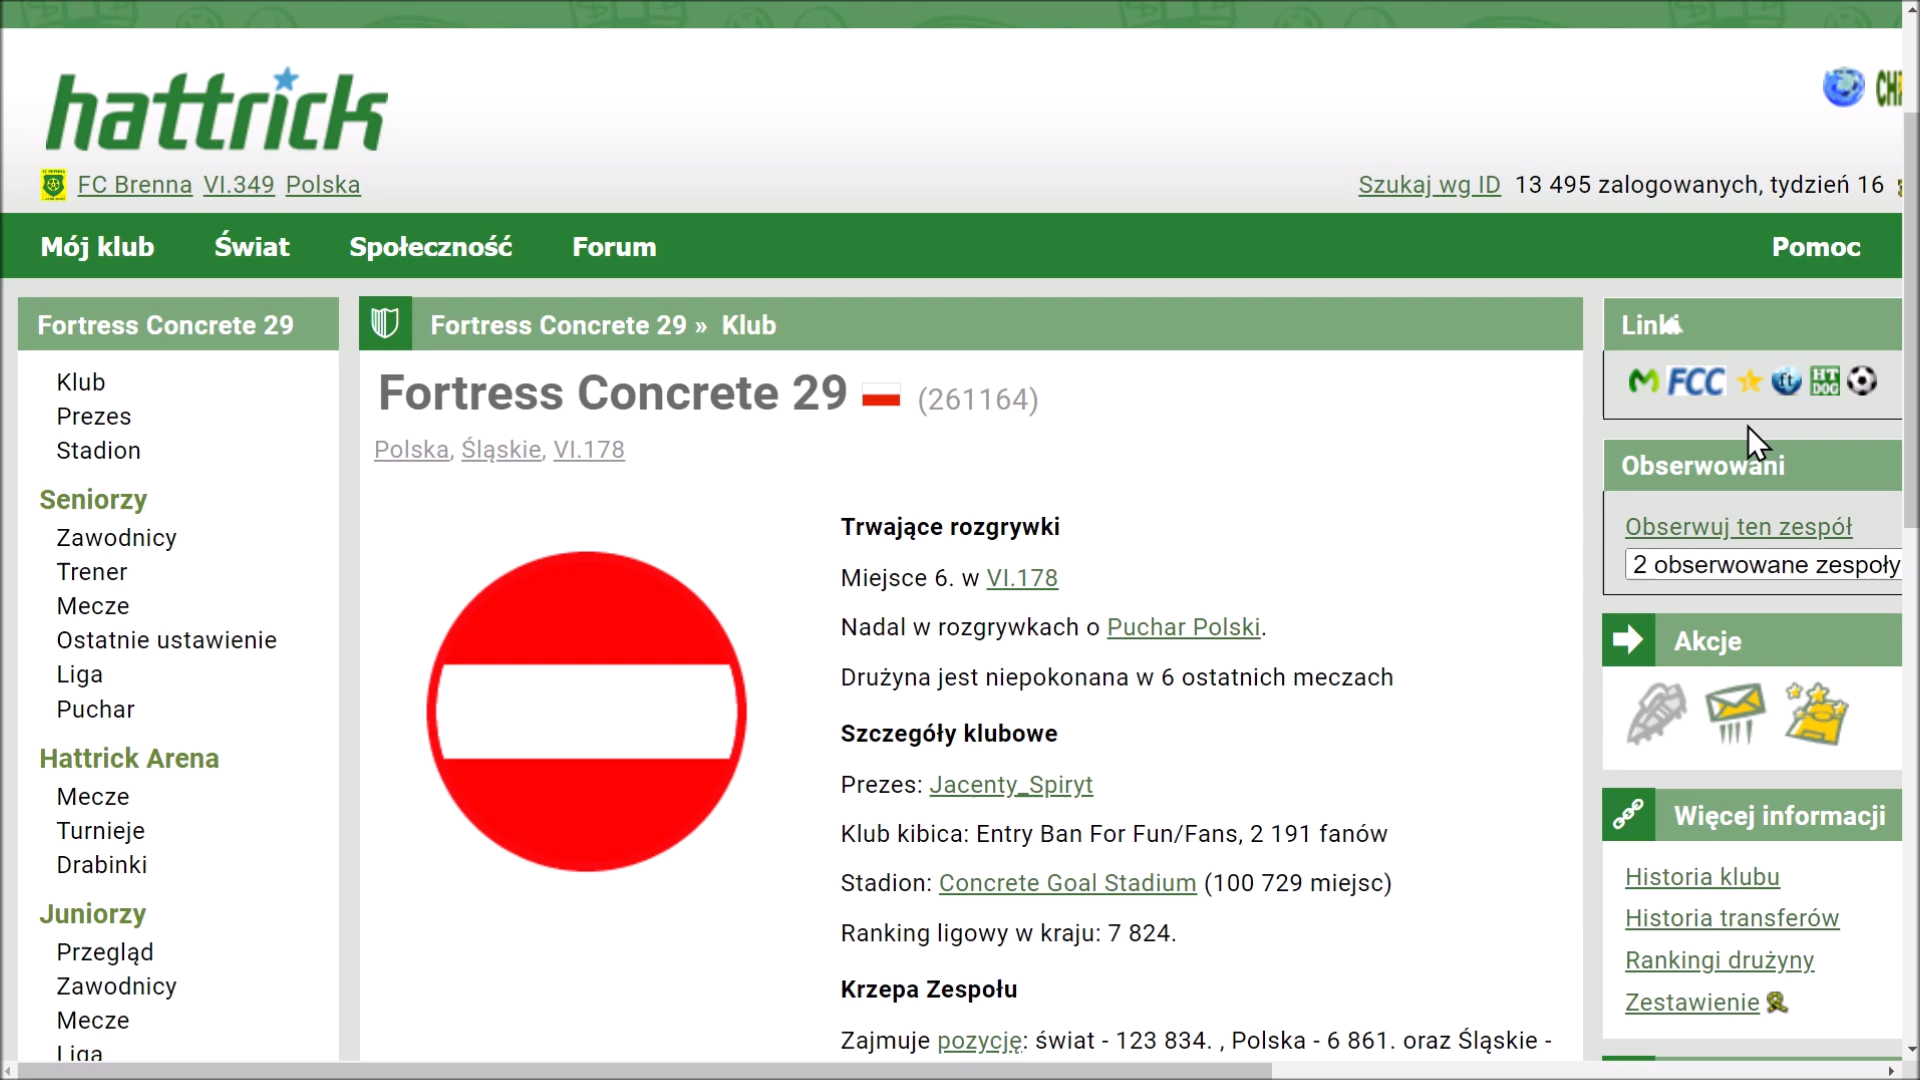 hattrick
CH
FC Brenna VI.349 Polska
Szukaj wg ID 13 495 zalogowanych, tydzień 16
Mój klub Świat Społeczność Forum Pomoc
Fortress Concrete 29
Klub
Prezes
Stadion
Seniorzy
Zawodnicy
Trener
Mecze
Ostatnie ustawienie
Liga
Puchar
Hattrick Arena
Mecze
Turnieje
Drabinki
Juniorzy
Przegląd
Zawodnicy
Mecze
Liga
Fortress Concrete 29 » Klub
Fortress Concrete 29 (261164)
Polska, Śląskie, VI.178
Trwające rozgrywki
Miejsce 6. w VI.178
Nadal w rozgrywkach o Puchar Polski.
Drużyna jest niepokonana w 6 ostatnich meczach
Szczegóły klubowe
Prezes: Jacenty_Spiryt
Klub kibica: Entry Ban For Fun/Fans, 2 191 fanów
Stadion: Concrete Goal Stadium (100 729 miejsc)
Ranking ligowy w kraju: 7 824.
Krzepa Zespołu
Zajmuje pozycję: świat - 123 834. , Polska - 6 861. oraz Śląskie -
Linki
FCC ft HT DOG
Obserwowani
Obserwuj ten zespół
2 obserwowane zespoły
Akcje
Więcej informacji
Historia klubu
Historia transferów
Rankingi drużyny
Zestawienie